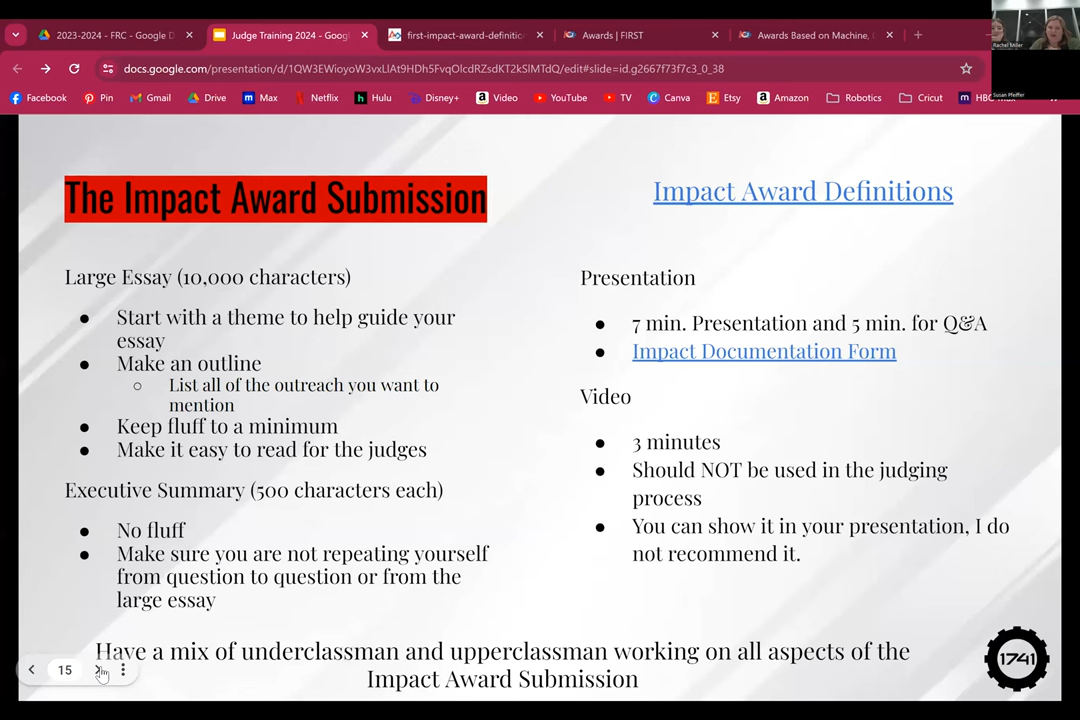 2023-2024 - FRC - Google D
Judge Training 2024 - Goog
first-impact-award-definitio
Awards | FIRST
Awards Based on Machine,
docs.google.com/presentation/d/1QW3EWioyoW3vxLIAt9HDh5FvqOlcdRZsdKT2kSlMTdQ/edit#slide=id.g2667f73f7c3_0_38
Rachel Miller
Susan Pfeiffer
Facebook
Pin
Gmail
Drive
Max
Netflix
Hulu
Disney+
Video
YouTube
TV
Canva
Etsy
Amazon
Robotics
Cricut
HBO Max
The Impact Award Submission
Large Essay (10,000 characters)
● Start with a theme to help guide your
essay
● Make an outline
○ List all of the outreach you want to
mention
● Keep fluff to a minimum
● Make it easy to read for the judges
Executive Summary (500 characters each)
● No fluff
● Make sure you are not repeating yourself
from question to question or from the
large essay
Impact Award Definitions
Presentation
● 7 min. Presentation and 5 min. for Q&A
● Impact Documentation Form
Video
● 3 minutes
● Should NOT be used in the judging
process
● You can show it in your presentation, I do
not recommend it.
Have a mix of underclassman and upperclassman working on all aspects of the
Impact Award Submission
15
1741